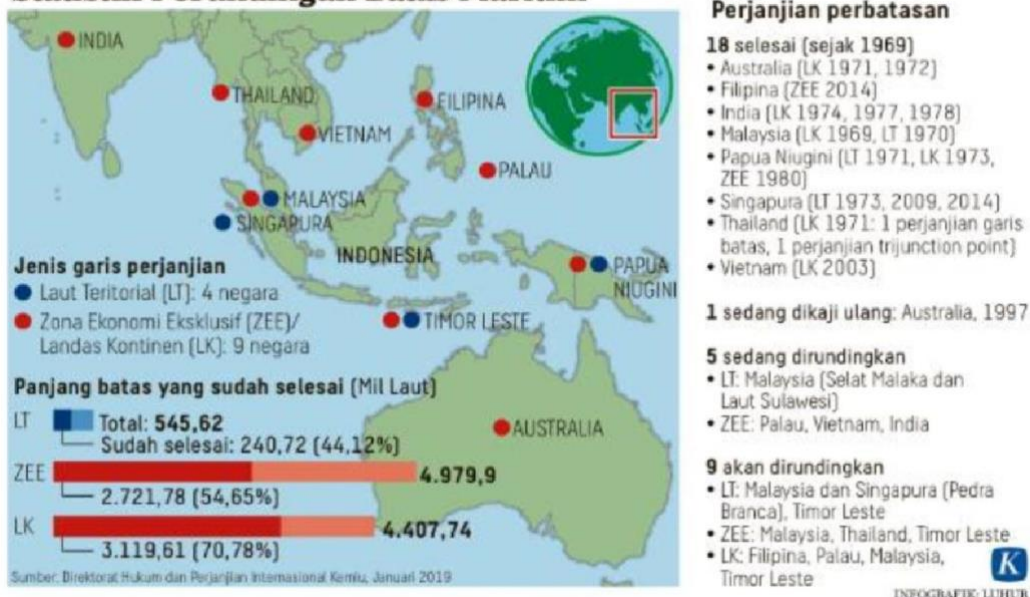 INDIA
THAILAND
VIETNAM
FILIPINA
PALAU
MALAYSIA
SINGAPURA
INDONESIA
PAPUA
NIUGINI
TIMOR LESTE
AUSTRALIA
Jenis garis perjanjian
Laut Teritorial (LT): 4 negara
Zona Ekonomi Eksklusif (ZEE)/
Landas Kontinen (LK): 9 negara
Panjang batas yang sudah selesai (Mil Laut)
LT Total: 545,62
Sudah selesai: 240,72 (44,12%)
ZEE 4.979,9
2.721,78 (54,65%)
LK 4.407,74
3.119,61 (70,78%)
Sumber: Direktorat Hukum dan Perjanjian Internasional Kemlu, Januari 2019
Perjanjian perbatasan
18 selesai (sejak 1969)
• Australia (LK 1971, 1972)
• Filipina (ZEE 2014)
• India (LK 1974, 1977, 1978)
• Malaysia (LK 1969, LT 1970)
• Papua Niugini (LT 1971, LK 1973,
ZEE 1980)
• Singapura (LT 1973, 2009, 2014)
• Thailand (LK 1971: 1 perjanjian garis
batas, 1 perjanjian trijunction point)
• Vietnam (LK 2003)
1 sedang dikaji ulang: Australia, 1997
5 sedang dirundingkan
• LT: Malaysia (Selat Malaka dan
Laut Sulawesi)
• ZEE: Palau, Vietnam, India
9 akan dirundingkan
• LT: Malaysia dan Singapura (Pedra
Branca), Timor Leste
• ZEE: Malaysia, Thailand, Timor Leste
• LK: Filipina, Palau, Malaysia,
Timor Leste
K
INFOGRAFIK: LUHUR